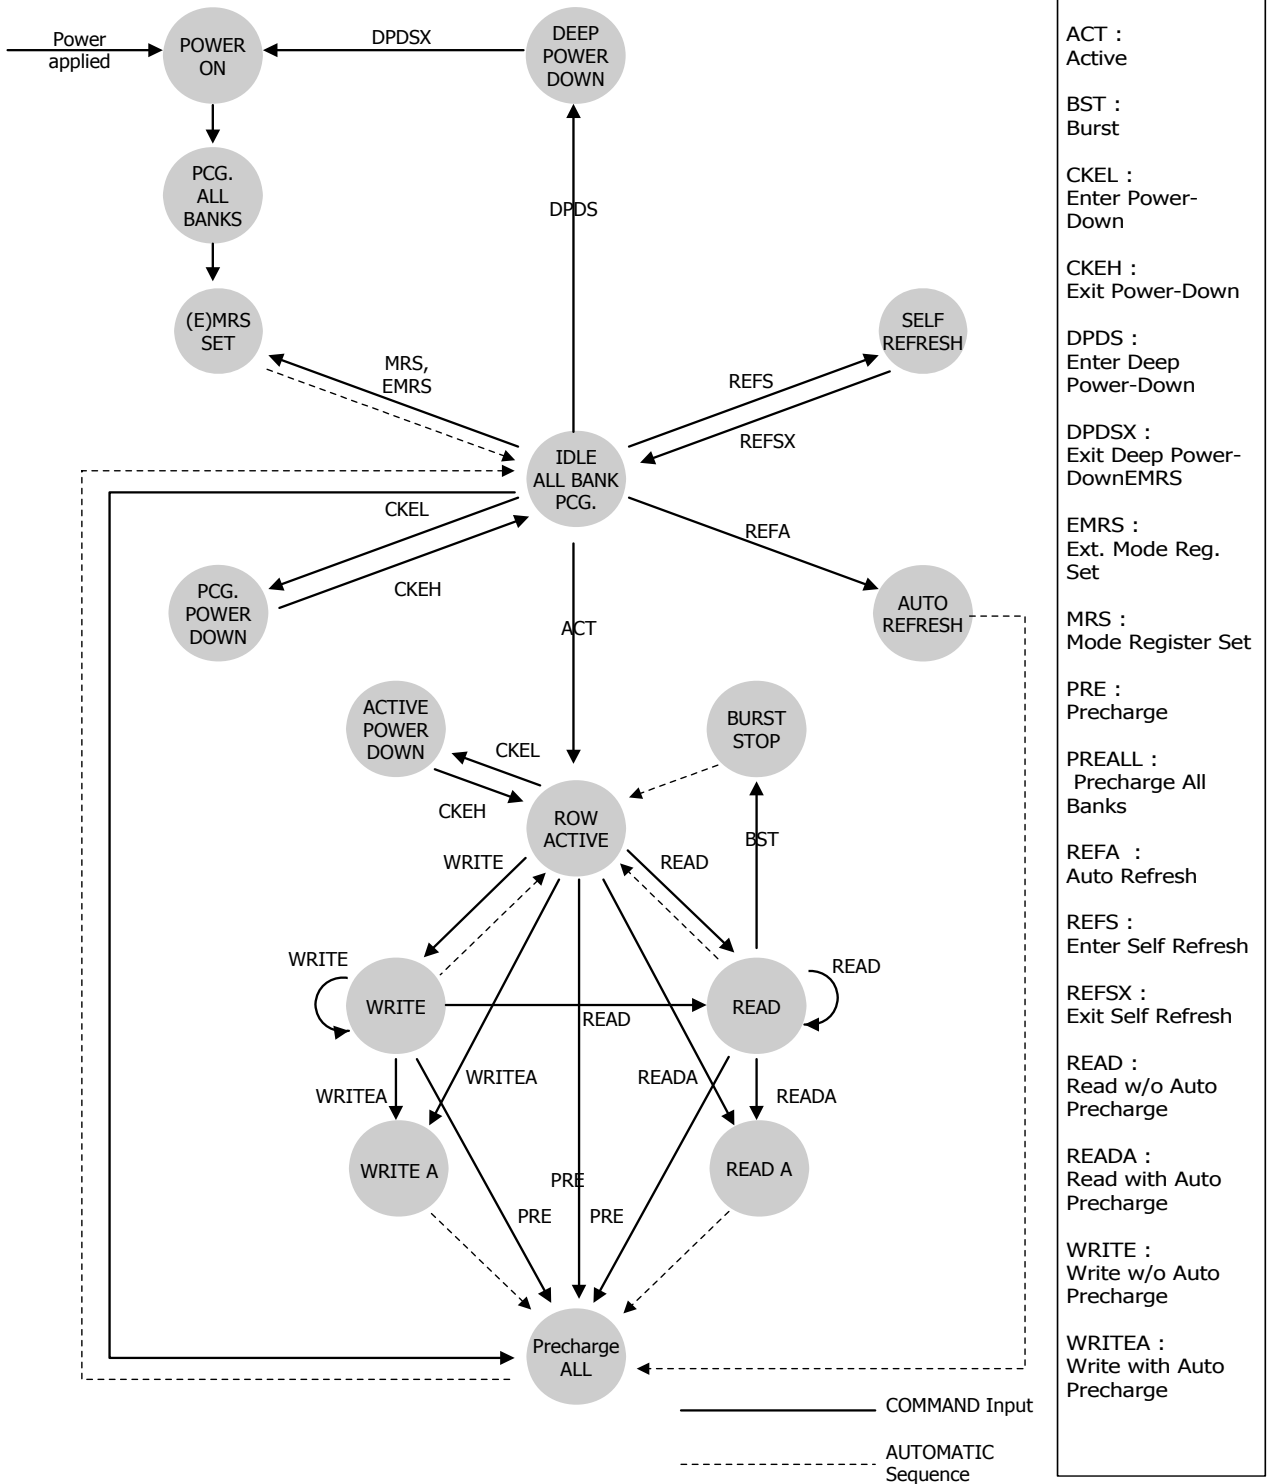 Power
applied
POWER
ON
DPDSX
DEEP
POWER
DOWN
PCG.
ALL
BANKS
DPDS
(E)MRS
SET
MRS,
EMRS
SELF
REFRESH
REFS
REFSX
IDLE
ALL BANK
PCG.
CKEL
CKEH
REFA
PCG.
POWER
DOWN
AUTO
REFRESH
ACT
ACTIVE
POWER
DOWN
CKEL
CKEH
BURST
STOP
ROW
ACTIVE
BST
WRITE
READ
WRITE
WRITE
READ
READ
READ
WRITEA
WRITEA
READA
READA
WRITE A
READ A
PRE
PRE
PRE
Precharge
ALL
COMMAND Input
AUTOMATIC
Sequence
ACT :
Active
BST :
Burst
CKEL :
Enter Power-
Down
CKEH :
Exit Power-Down
DPDS :
Enter Deep
Power-Down
DPDSX :
Exit Deep Power-
DownEMRS
EMRS :
Ext. Mode Reg.
Set
MRS :
Mode Register Set
PRE :
Precharge
PREALL :
Precharge All
Banks
REFA :
Auto Refresh
REFS :
Enter Self Refresh
REFSX :
Exit Self Refresh
READ :
Read w/o Auto
Precharge
READA :
Read with Auto
Precharge
WRITE :
Write w/o Auto
Precharge
WRITEA :
Write with Auto
Precharge